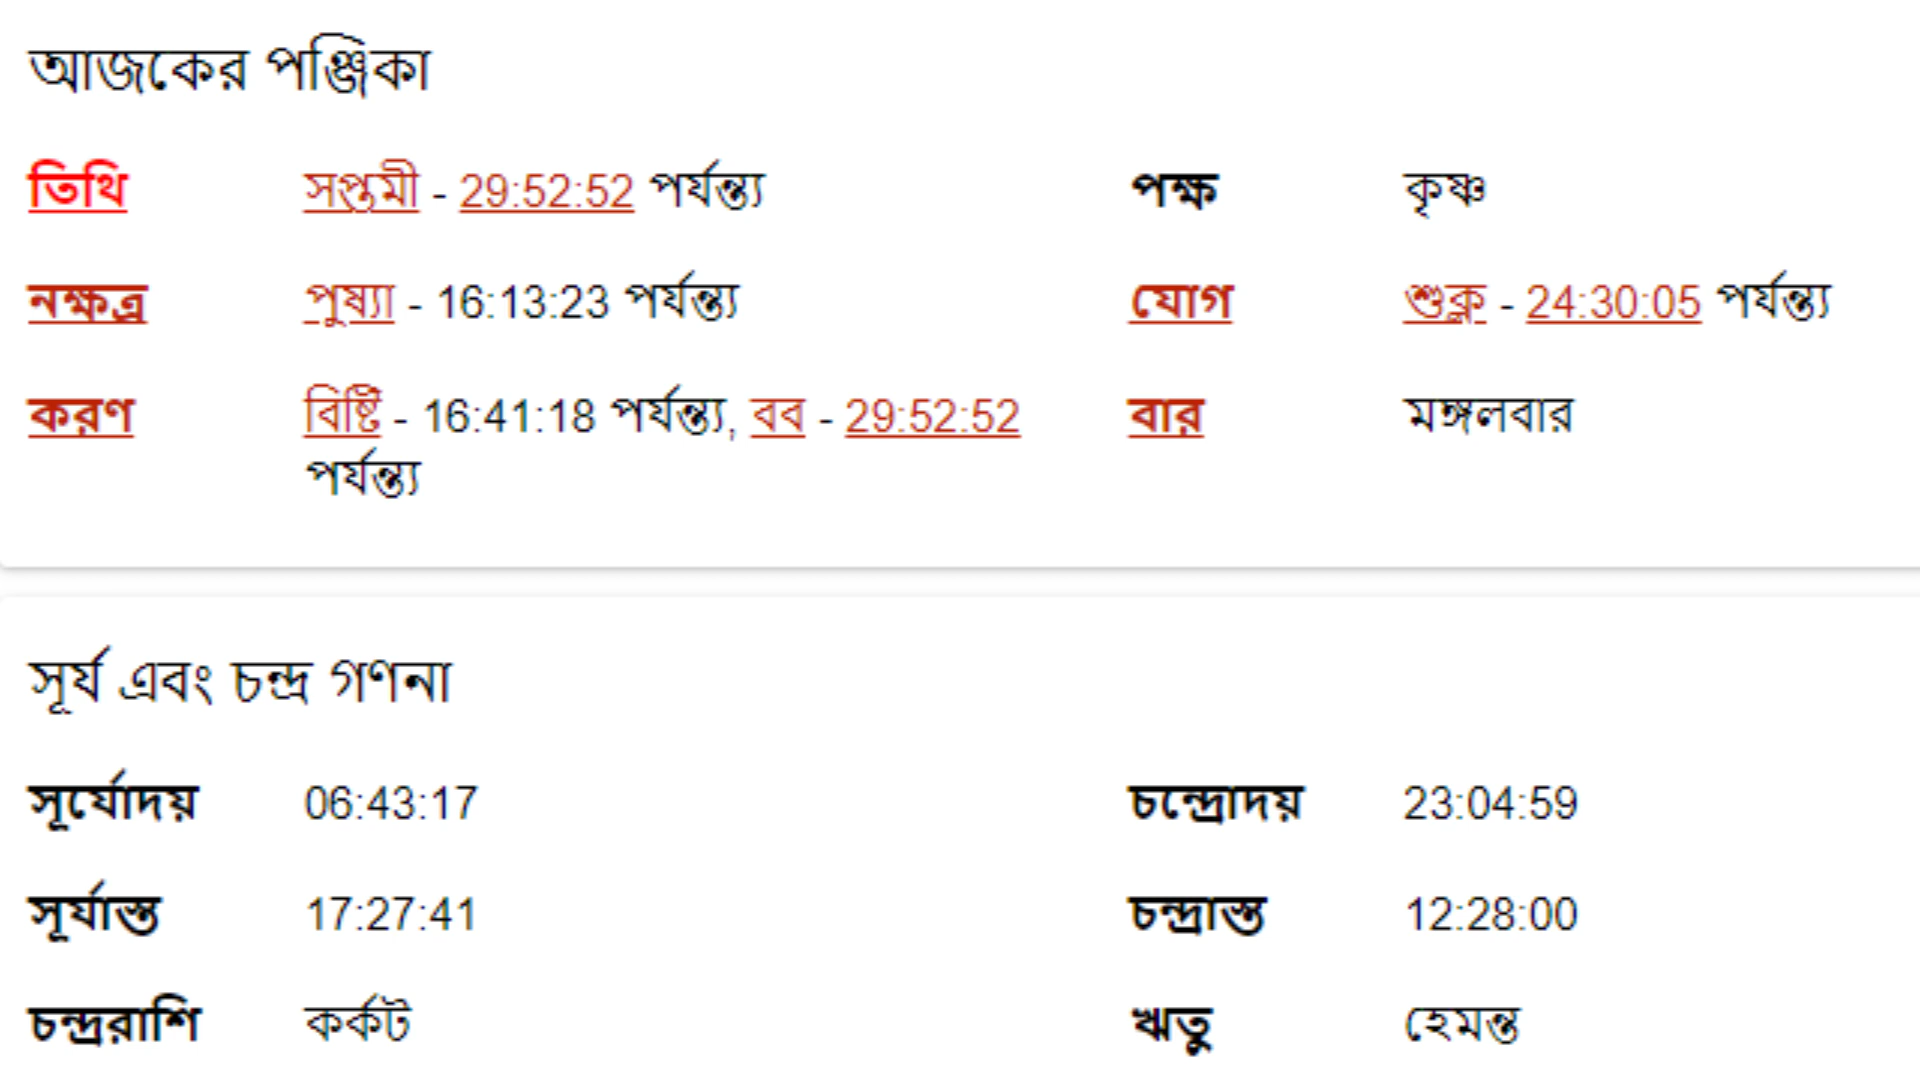 আজকের পঞ্জিকা
তিথি সপ্তমী - 29:52:52 পর্যন্ত্য পক্ষ কৃষ্ণ
নক্ষত্র পুষ্যা - 16:13:23 পর্যন্ত্য যোগ শুক্ল - 24:30:05 পর্যন্ত্য
করণ বিষ্টি - 16:41:18 পর্যন্ত্য, বব - 29:52:52 বার মঙ্গলবার
পর্যন্ত্য
সূর্য এবং চন্দ্র গণনা
সূর্যোদয় 06:43:17 চন্দ্রোদয় 23:04:59
সূর্যাস্ত 17:27:41 চন্দ্রাস্ত 12:28:00
চন্দ্ররাশি কর্কট ঋতু হেমন্ত